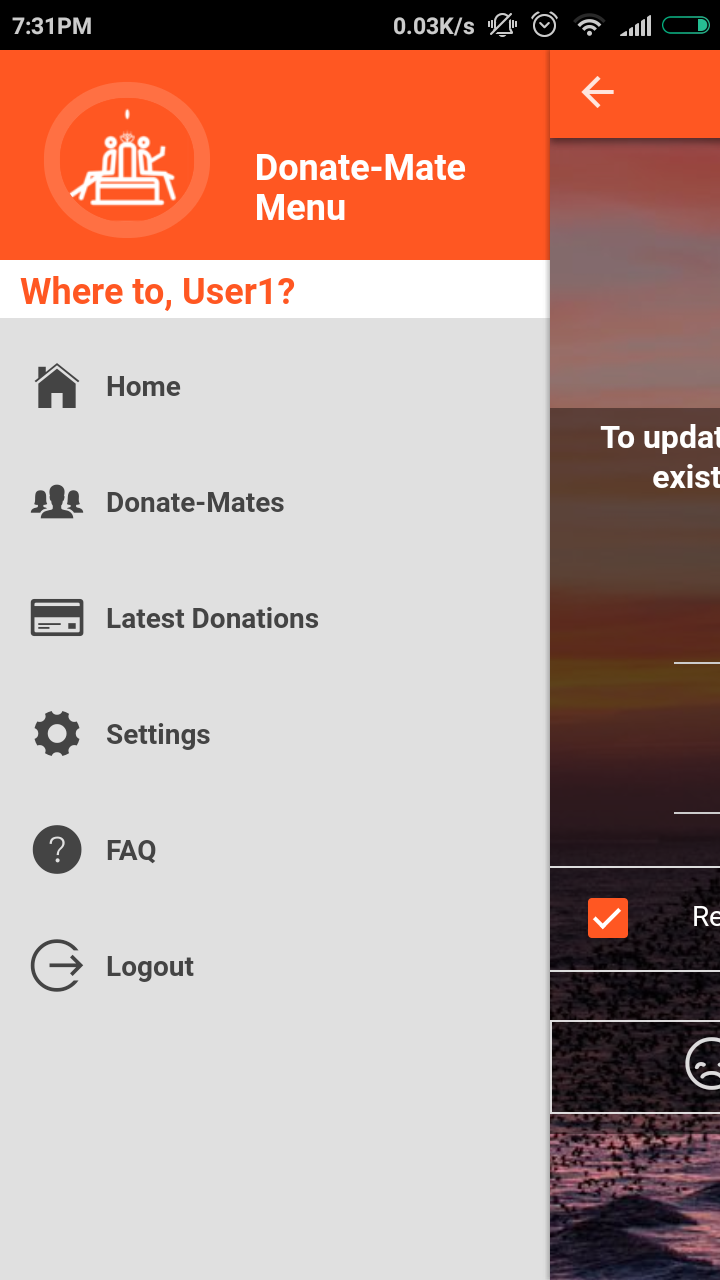 7:31PM 0.03K/s
Donate-Mate
Menu
Where to, User1?
Home
Donate-Mates
Latest Donations
Settings
FAQ
Logout
To updat
exist
Re